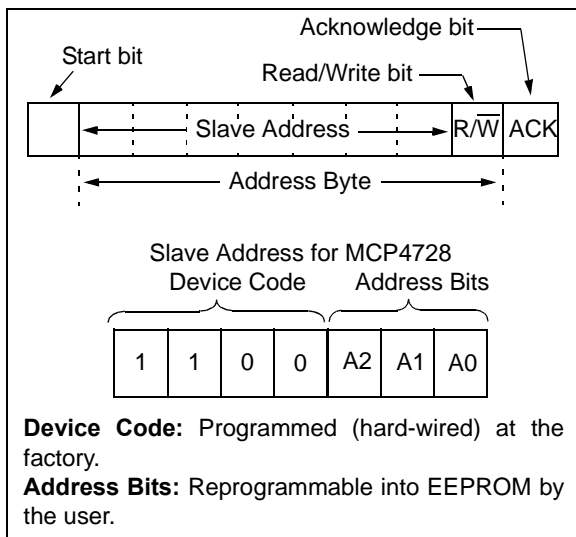 Acknowledge bit
Start bit
Read/Write bit
Slave Address
R/W̅
ACK
Address Byte
Slave Address for MCP4728
Device Code
Address Bits
1 1 0 0 A2 A1 A0
Device Code: Programmed (hard-wired) at the
factory.
Address Bits: Reprogrammable into EEPROM by
the user.